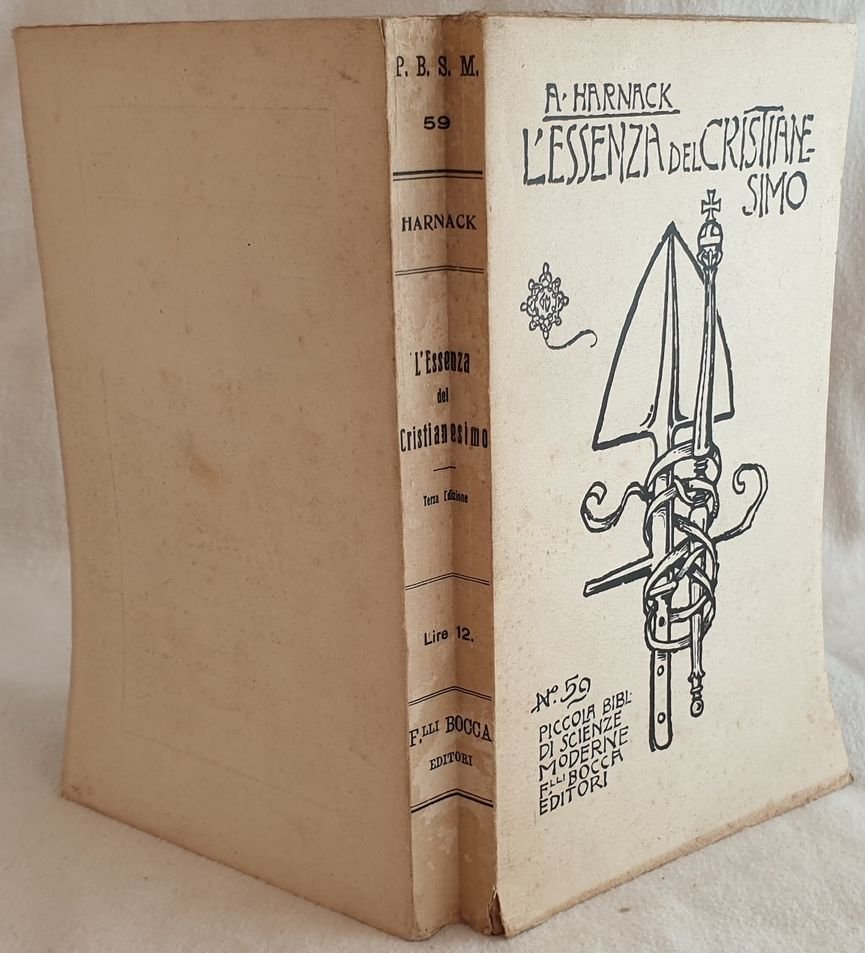 P. B. S. M.
59
HARNACK
L'Essenza
del
Cristianesimo
Terza Edizione
Lire 12.
F.LLI BOCCA
EDITORI
A. HARNACK
L'ESSENZA DEL CRISTIANE-
SIMO
No. 59
PICCOLA BIBL.
DI SCIENZE
MODERNE
F.LLI BOCCA
EDITORI